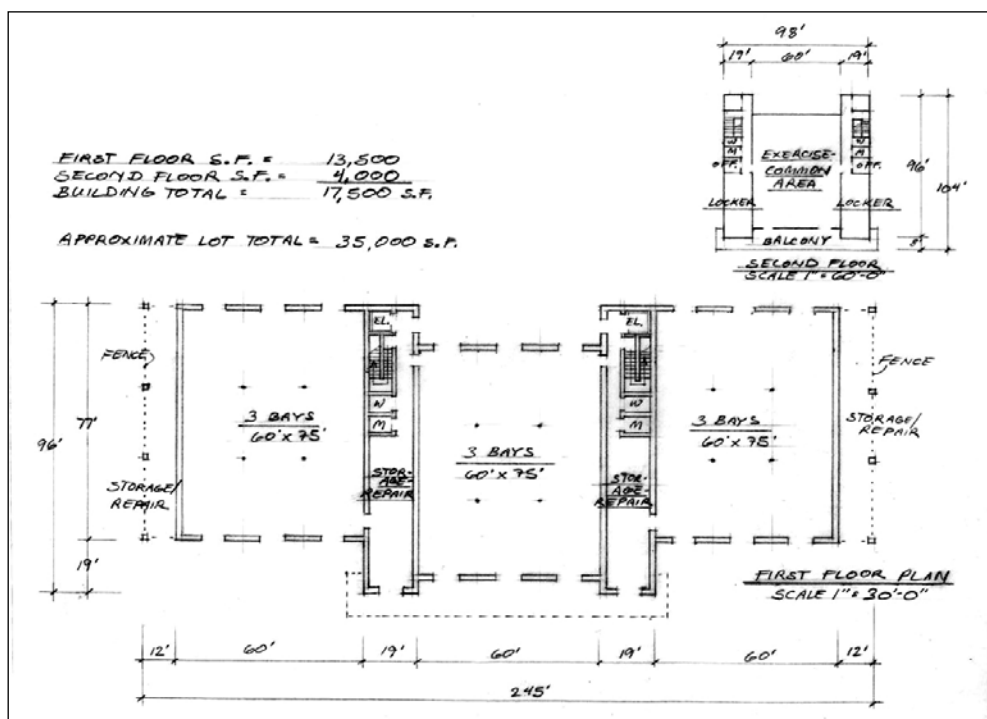 98'
19' 60' 19'
W
M
OFF.
W
M
OFF.
EXERCISE-
COMMON
AREA
LOCKER
LOCKER
BALCONY
96'
104'
8'
SECOND FLOOR
SCALE 1" = 60'-0"
FIRST FLOOR S.F. = 13,500
SECOND FLOOR S.F. = 4,000
BUILDING TOTAL = 17,500 S.F.
APPROXIMATE LOT TOTAL = 35,000 S.F.
EL.
W
M
EL.
W
M
FENCE
FENCE
96'
77'
19'
3 BAYS
60' X 75'
3 BAYS
60' X 75'
3 BAYS
60' X 75'
STORAGE/
REPAIR
STOR-
AGE-
REPAIR
STOR-
AGE-
REPAIR
STORAGE/
REPAIR
FIRST FLOOR PLAN
SCALE 1" = 30'-0"
12' 60' 19' 60' 19' 60' 12'
245'